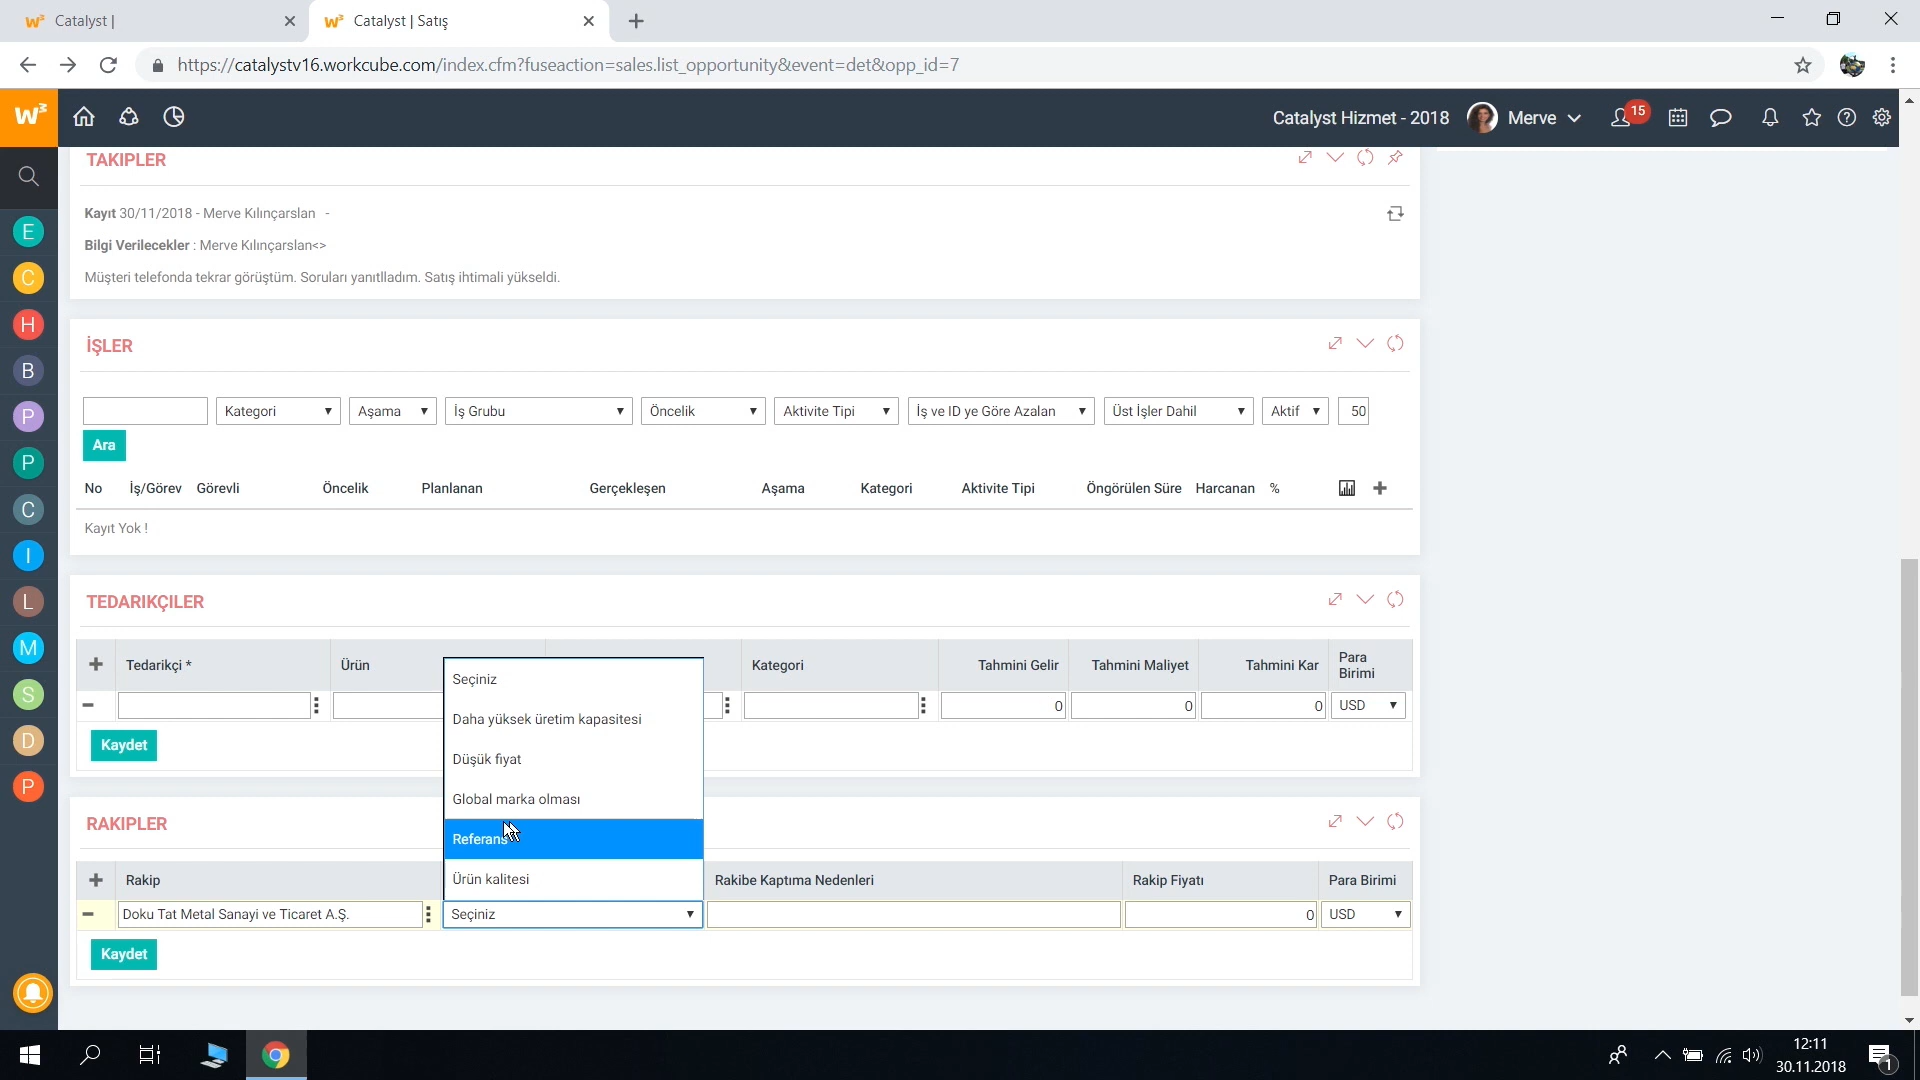 Catalyst |
Catalyst | Satış
https://catalystv16.workcube.com/index.cfm?fuseaction=sales.list_opportunity&event=det&opp_id=7
w³
Catalyst Hizmet - 2018
Merve
15
TAKIPLER
Kayıt 30/11/2018 - Merve Kılınçarslan -
Bilgi Verilecekler : Merve Kılınçarslan<>
Müşteri telefonda tekrar görüştüm. Soruları yanıtlladım. Satış ihtimali yükseldi.
E
C
H
B
P
P
C
I
L
M
S
D
P
İŞLER
Kategori
Aşama
İş Grubu
Öncelik
Aktivite Tipi
İş ve ID ye Göre Azalan
Üst İşler Dahil
Aktif
50
Ara
No İş/Görev Görevli Öncelik Planlanan Gerçekleşen Aşama Kategori Aktivite Tipi Öngörülen Süre Harcanan %
Kayıt Yok !
TEDARIKÇILER
Tedarikçi * Ürün Kategori Tahmini Gelir Tahmini Maliyet Tahmini Kar Para Birimi
0 0 0 USD
Kaydet
Seçiniz
Daha yüksek üretim kapasitesi
Düşük fiyat
Global marka olması
Referans
Ürün kalitesi
RAKIPLER
Rakip Rakibe Kaptıma Nedenleri Rakip Fiyatı Para Birimi
Doku Tat Metal Sanayi ve Ticaret A.Ş. Seçiniz 0 USD
Kaydet
12:11
30.11.2018
1